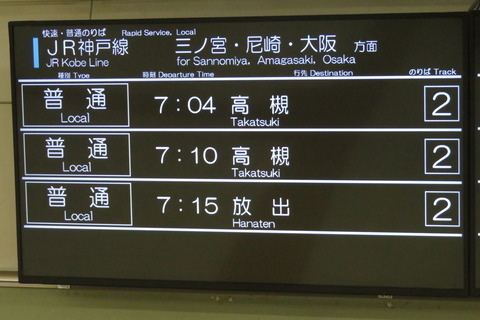 快速・普通のりば Rapid Service, Local
JR神戸線 三ノ宮・尼崎・大阪 方面
JR Kobe Line for Sannomiya, Amagasaki, Osaka
種別 Type 時刻 Departure Time 行先 Destination のりば Track
普通 7:04 高槻 2
Local Takatsuki
普通 7:10 高槻 2
Local Takatsuki
普通 7:15 放出 2
Local Hanaten